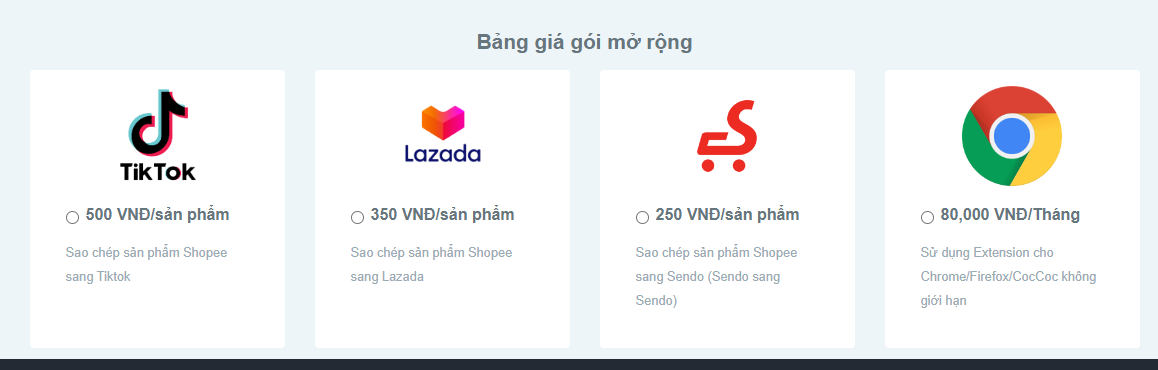 Bảng giá gói mở rộng
TikTok
500 VNĐ/sản phẩm
Sao chép sản phẩm Shopee
sang Tiktok
Lazada
350 VNĐ/sản phẩm
Sao chép sản phẩm Shopee
sang Lazada
250 VNĐ/sản phẩm
Sao chép sản phẩm Shopee
sang Sendo (Sendo sang
Sendo)
80,000 VNĐ/Tháng
Sử dụng Extension cho
Chrome/Firefox/CocCoc không
giới hạn